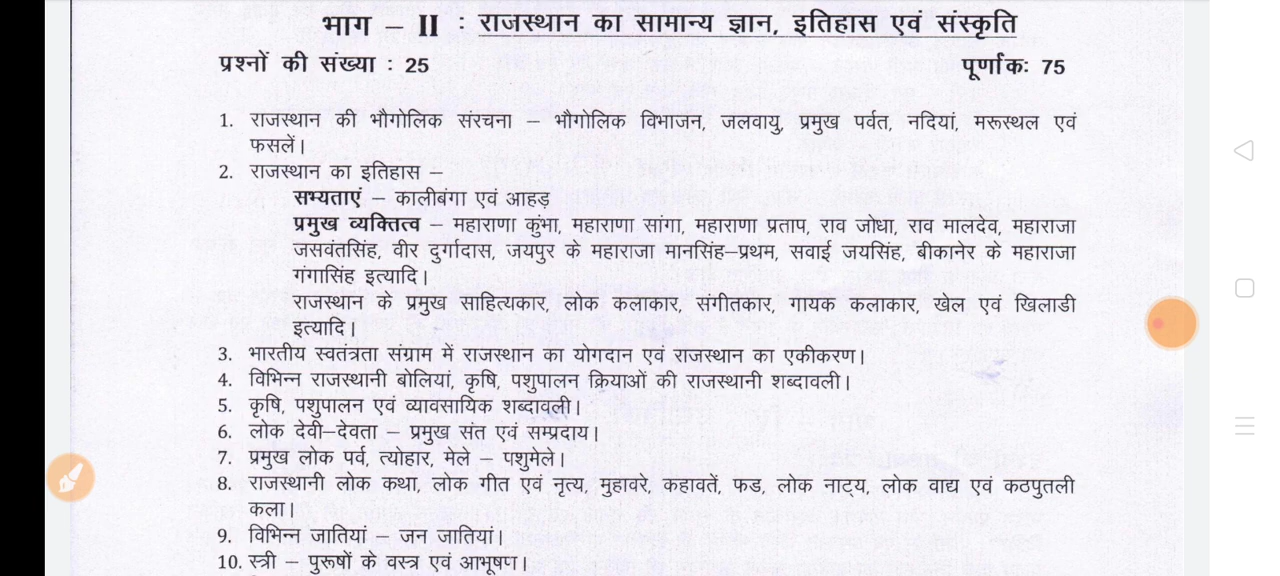 भाग – II : राजस्थान का सामान्य ज्ञान, इतिहास एवं संस्कृति
प्रश्नों की संख्या : 25 पूर्णाकः 75
1. राजस्थान की भौगोलिक संरचना – भौगोलिक विभाजन, जलवायु, प्रमुख पर्वत, नदियां, मरूस्थल एवं
फसलें।
2. राजस्थान का इतिहास –
सभ्यताएं – कालीबंगा एवं आहड़
प्रमुख व्यक्तित्व – महाराणा कुंभा, महाराणा सांगा, महाराणा प्रताप, राव जोधा, राव मालदेव, महाराजा
जसवंतसिंह, वीर दुर्गादास, जयपुर के महाराजा मानसिंह–प्रथम, सवाई जयसिंह, बीकानेर के महाराजा
गंगासिंह इत्यादि।
राजस्थान के प्रमुख साहित्यकार, लोक कलाकार, संगीतकार, गायक कलाकार, खेल एवं खिलाडी
इत्यादि।
3. भारतीय स्वतंत्रता संग्राम में राजस्थान का योगदान एवं राजस्थान का एकीकरण।
4. विभिन्न राजस्थानी बोलियां, कृषि, पशुपालन क्रियाओं की राजस्थानी शब्दावली।
5. कृषि, पशुपालन एवं व्यावसायिक शब्दावली।
6. लोक देवी–देवता – प्रमुख संत एवं सम्प्रदाय।
7. प्रमुख लोक पर्व, त्योहार, मेले – पशुमेले।
8. राजस्थानी लोक कथा, लोक गीत एवं नृत्य, मुहावरे, कहावतें, फड, लोक नाट्य, लोक वाद्य एवं कठपुतली
कला।
9. विभिन्न जातियां – जन जातियां।
10. स्त्री – पुरूषों के वस्त्र एवं आभूषण।